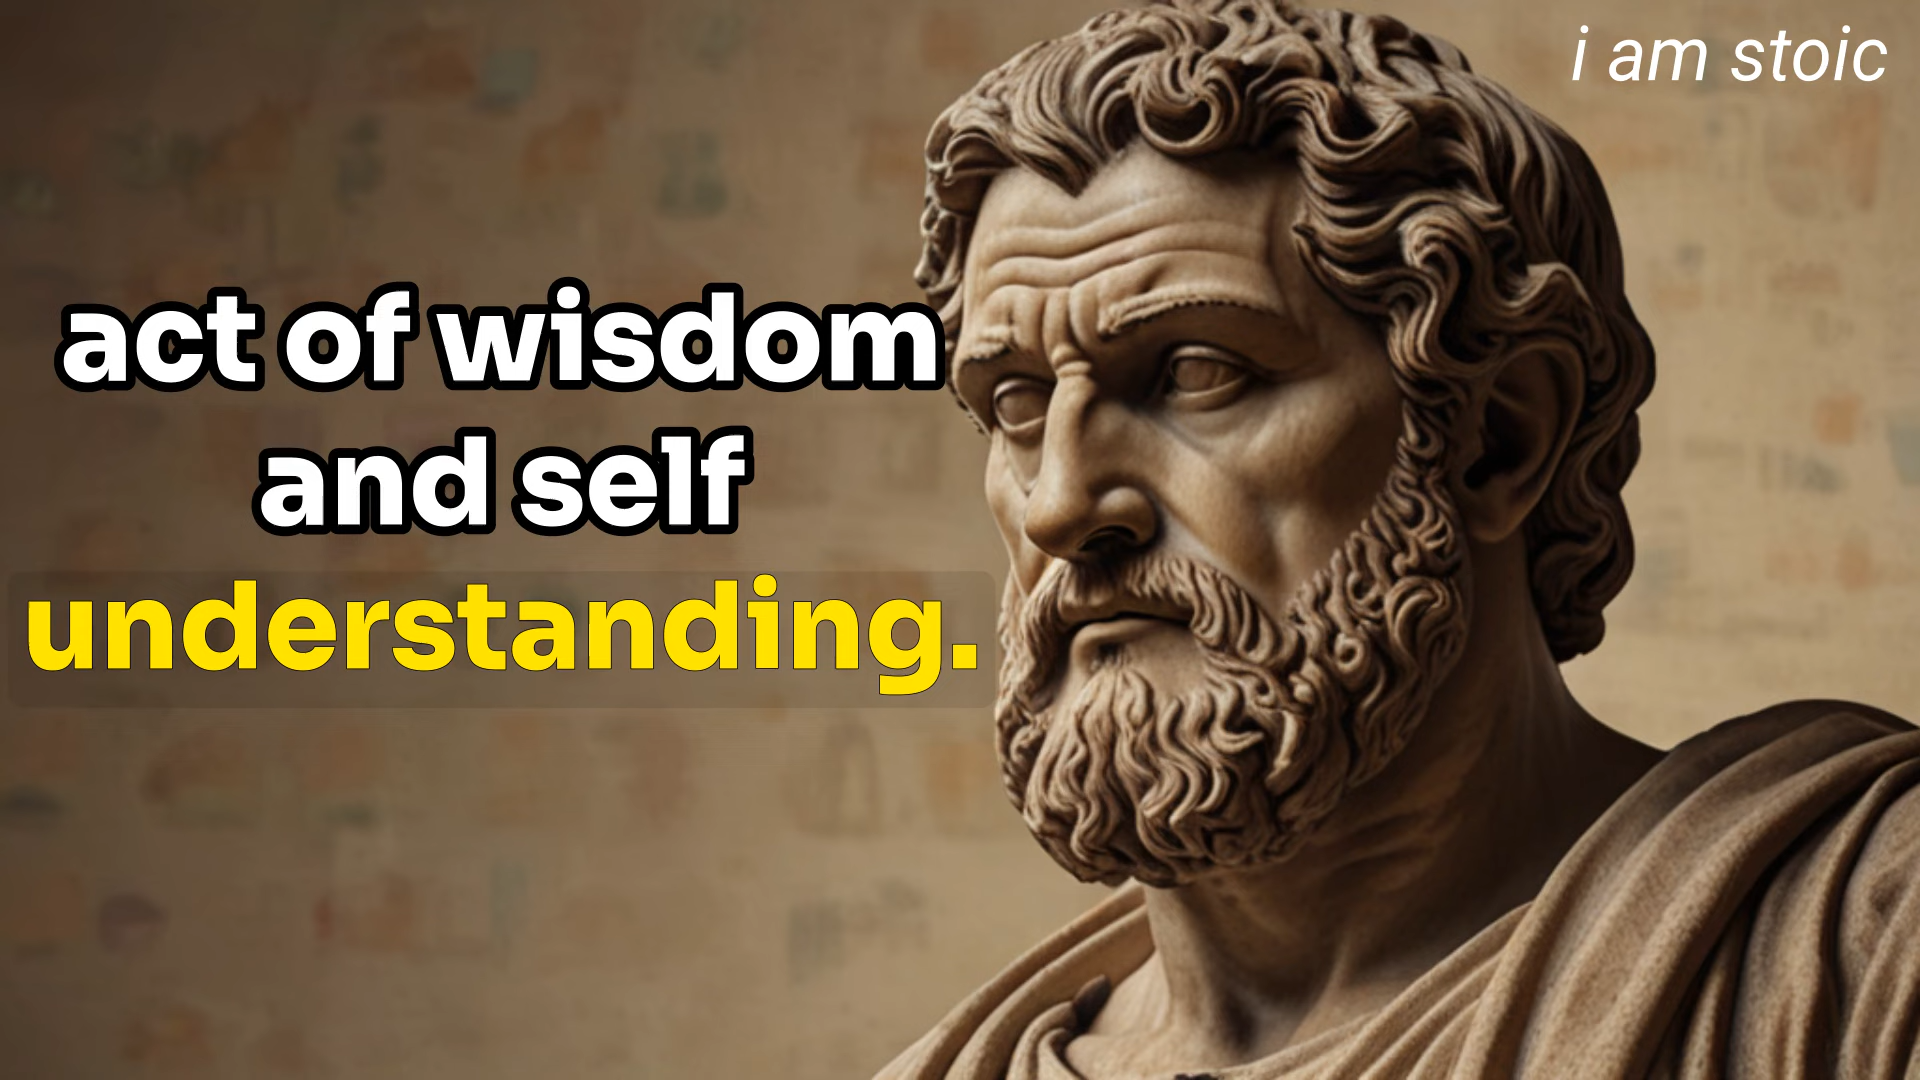 i am stoic
act of wisdom
and self
understanding.